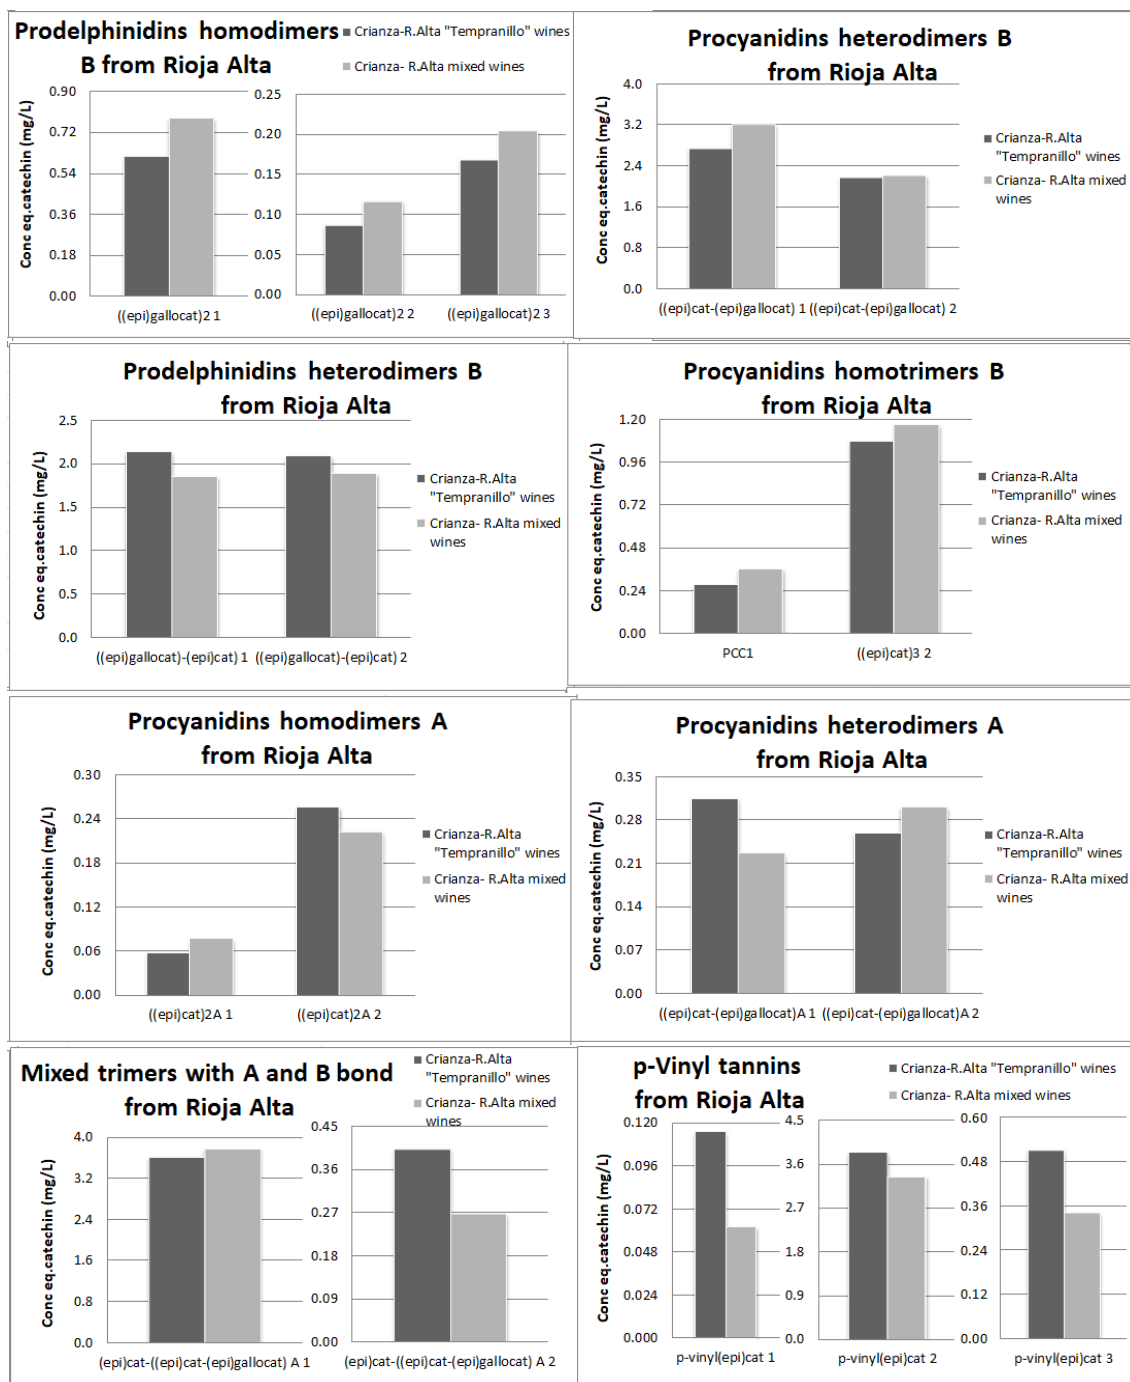 Prodelphinidins homodimers
B from Rioja Alta
Crianza-R.Alta "Tempranillo" wines
Crianza- R.Alta mixed wines
Conc eq.catechin (mg/L)
0.90
0.72
0.54
0.36
0.18
0.00
((epi)gallocat)2 1
0.25
0.20
0.15
0.10
0.05
0.00
((epi)gallocat)2 2
((epi)gallocat)2 3
Procyanidins heterodimers B
from Rioja Alta
Conc eq.catechin (mg/L)
4.0
3.2
2.4
1.6
0.8
0.0
((epi)cat-(epi)gallocat) 1
((epi)cat-(epi)gallocat) 2
Crianza-R.Alta
"Tempranillo" wines
Crianza- R.Alta mixed
wines
Prodelphinidins heterodimers B
from Rioja Alta
Conc eq.catechin (mg/L)
2.5
2.0
1.5
1.0
0.5
0.0
((epi)gallocat)-(epi)cat) 1
((epi)gallocat)-(epi)cat) 2
Crianza-R.Alta
"Tempranillo" wines
Crianza- R.Alta mixed
wines
Procyanidins homotrimers B
from Rioja Alta
Conc eq.catechin (mg/L)
1.20
0.96
0.72
0.48
0.24
0.00
PCC1
((epi)cat)3 2
Crianza-R.Alta
"Tempranillo" wines
Crianza- R.Alta mixed
wines
Procyanidins homodimers A
from Rioja Alta
Conc eq.catechin (mg/L)
0.30
0.24
0.18
0.12
0.06
0.00
((epi)cat)2A 1
((epi)cat)2A 2
Crianza-R.Alta
"Tempranillo" wines
Crianza- R.Alta mixed
wines
Procyanidins heterodimers A
from Rioja Alta
Conc eq.catechin (mg/L)
0.35
0.28
0.21
0.14
0.07
0.00
((epi)cat-(epi)gallocat)A 1
((epi)cat-(epi)gallocat)A 2
Crianza-R.Alta
"Tempranillo" wines
Crianza- R.Alta mixed
wines
Mixed trimers with A and B bond
from Rioja Alta
Crianza-R.Alta
"Tempranillo" wines
Crianza- R.Alta mixed
wines
Conc eq.catechin (mg/L)
4.0
3.2
2.4
1.6
0.8
0.0
(epi)cat-((epi)cat-(epi)gallocat) A 1
0.45
0.36
0.27
0.18
0.09
0.00
(epi)cat-((epi)cat-(epi)gallocat) A 2
p-Vinyl tannins
from Rioja Alta
Crianza-R.Alta "Tempranillo" wines
Crianza- R.Alta mixed wines
Conc eq.catechin (mg/L)
0.120
0.096
0.072
0.048
0.024
0.000
p-vinyl(epi)cat 1
4.5
3.6
2.7
1.8
0.9
0.0
p-vinyl(epi)cat 2
0.60
0.48
0.36
0.24
0.12
0.00
p-vinyl(epi)cat 3